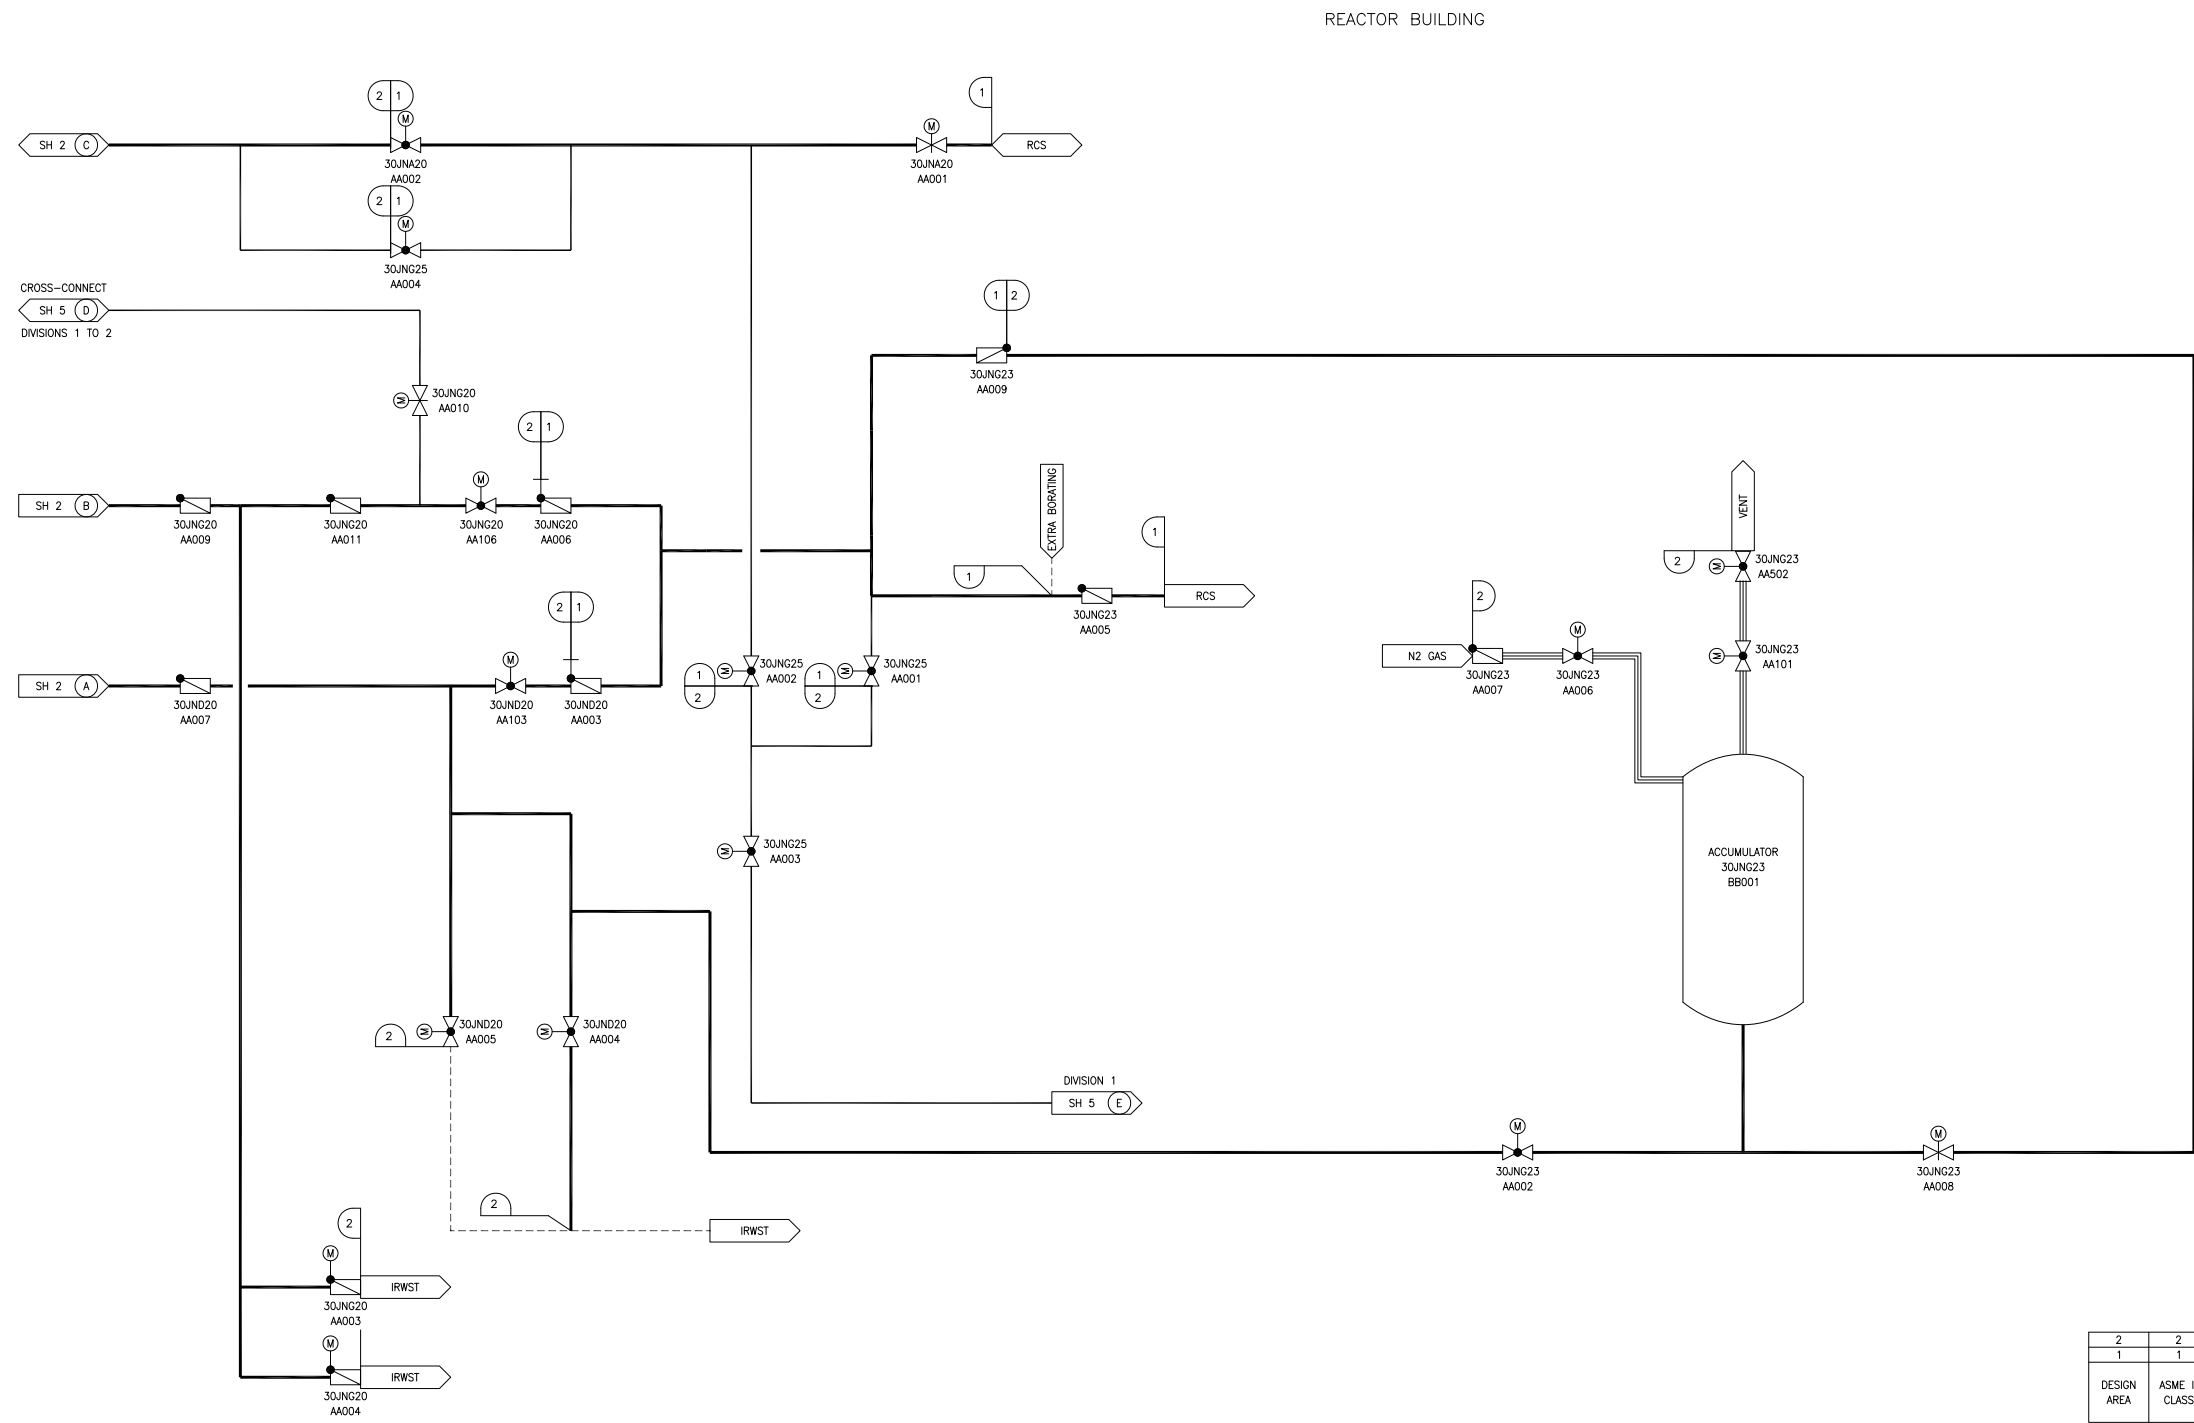 REACTOR BUILDING
2 1
M
1
M
SH 2 C
RCS
30JNA20
AA002
30JNA20
AA001
2 1
M
30JNG25
AA004
CROSS-CONNECT
SH 5 D
DIVISIONS 1 TO 2
1 2
30JNG23
AA009
M
30JNG20
AA010
2 1
M
SH 2 B
30JNG20
AA009
30JNG20
AA011
30JNG20
AA106
30JNG20
AA006
EXTRA BORATING
1
1
RCS
30JNG23
AA005
VENT
2
M
30JNG23
AA502
2
M
N2 GAS
30JNG23
AA007
30JNG23
AA006
M
30JNG23
AA101
2 1
M
SH 2 A
30JND20
AA007
30JND20
AA103
30JND20
AA003
1
2
M
30JNG25
AA002
1
2
M
30JNG25
AA001
M
30JNG25
AA003
ACCUMULATOR
30JNG23
BB001
2
M
30JND20
AA005
M
30JND20
AA004
DIVISION 1
SH 5 E
M
30JNG23
AA002
M
30JNG23
AA008
2
IRWST
2
M
IRWST
30JNG20
AA003
M
IRWST
30JNG20
AA004
2 2
1 1
DESIGN
AREA
ASME I
CLASS